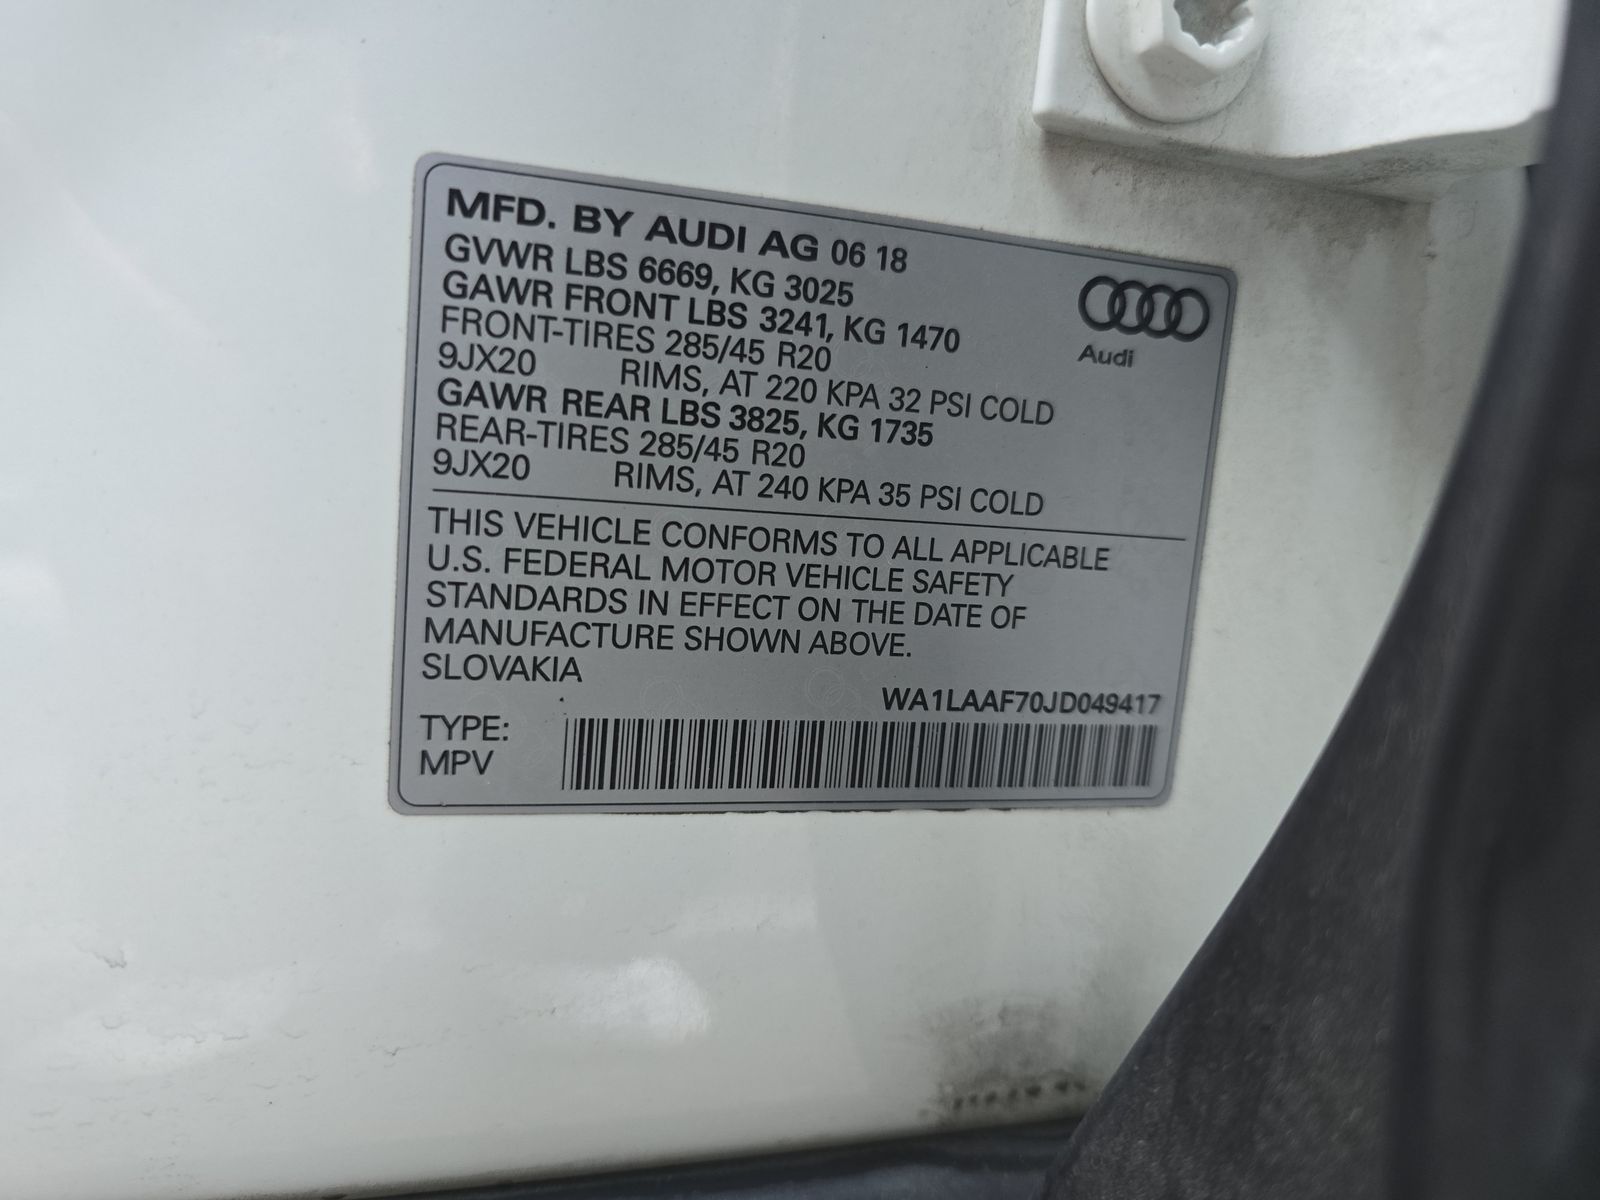 MFD. BY AUDI AG 06 18
GVWR LBS 6669, KG 3025
GAWR FRONT LBS 3241, KG 1470
FRONT-TIRES 285/45 R20
9JX20 RIMS, AT 220 KPA 32 PSI COLD
GAWR REAR LBS 3825, KG 1735
REAR-TIRES 285/45 R20
9JX20 RIMS, AT 240 KPA 35 PSI COLD
Audi
THIS VEHICLE CONFORMS TO ALL APPLICABLE
U.S. FEDERAL MOTOR VEHICLE SAFETY
STANDARDS IN EFFECT ON THE DATE OF
MANUFACTURE SHOWN ABOVE.
SLOVAKIA
WA1LAAF70JD049417
TYPE:
MPV